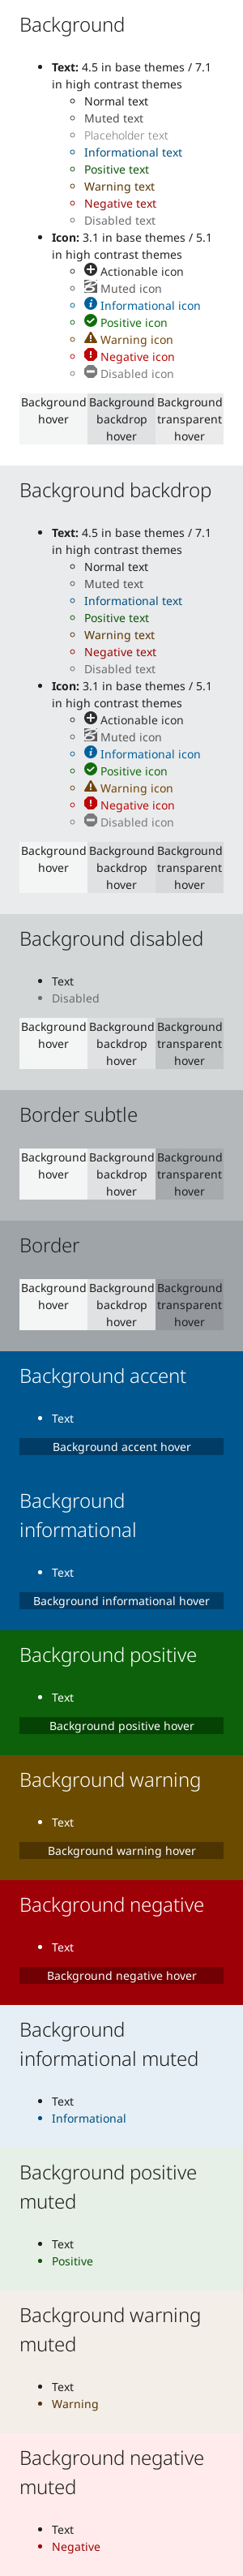 Background
Text: 4.5 in base themes / 7.1
in high contrast themes
Normal text
Muted text
Placeholder text
Informational text
Positive text
Warning text
Negative text
Disabled text
Icon: 3.1 in base themes / 5.1
in high contrast themes
Actionable icon
Muted icon
Informational icon
Positive icon
Warning icon
Negative icon
Disabled icon
Background hover
Background backdrop hover
Background transparent hover
Background backdrop
Text: 4.5 in base themes / 7.1
in high contrast themes
Normal text
Muted text
Informational text
Positive text
Warning text
Negative text
Disabled text
Icon: 3.1 in base themes / 5.1
in high contrast themes
Actionable icon
Muted icon
Informational icon
Positive icon
Warning icon
Negative icon
Disabled icon
Background hover
Background backdrop hover
Background transparent hover
Background disabled
Text
Disabled
Background hover
Background backdrop hover
Background transparent hover
Border subtle
Background hover
Background backdrop hover
Background transparent hover
Border
Background hover
Background backdrop hover
Background transparent hover
Background accent
Text
Background accent hover
Background
informational
Text
Background informational hover
Background positive
Text
Background positive hover
Background warning
Text
Background warning hover
Background negative
Text
Background negative hover
Background
informational muted
Text
Informational
Background positive
muted
Text
Positive
Background warning
muted
Text
Warning
Background negative
muted
Text
Negative